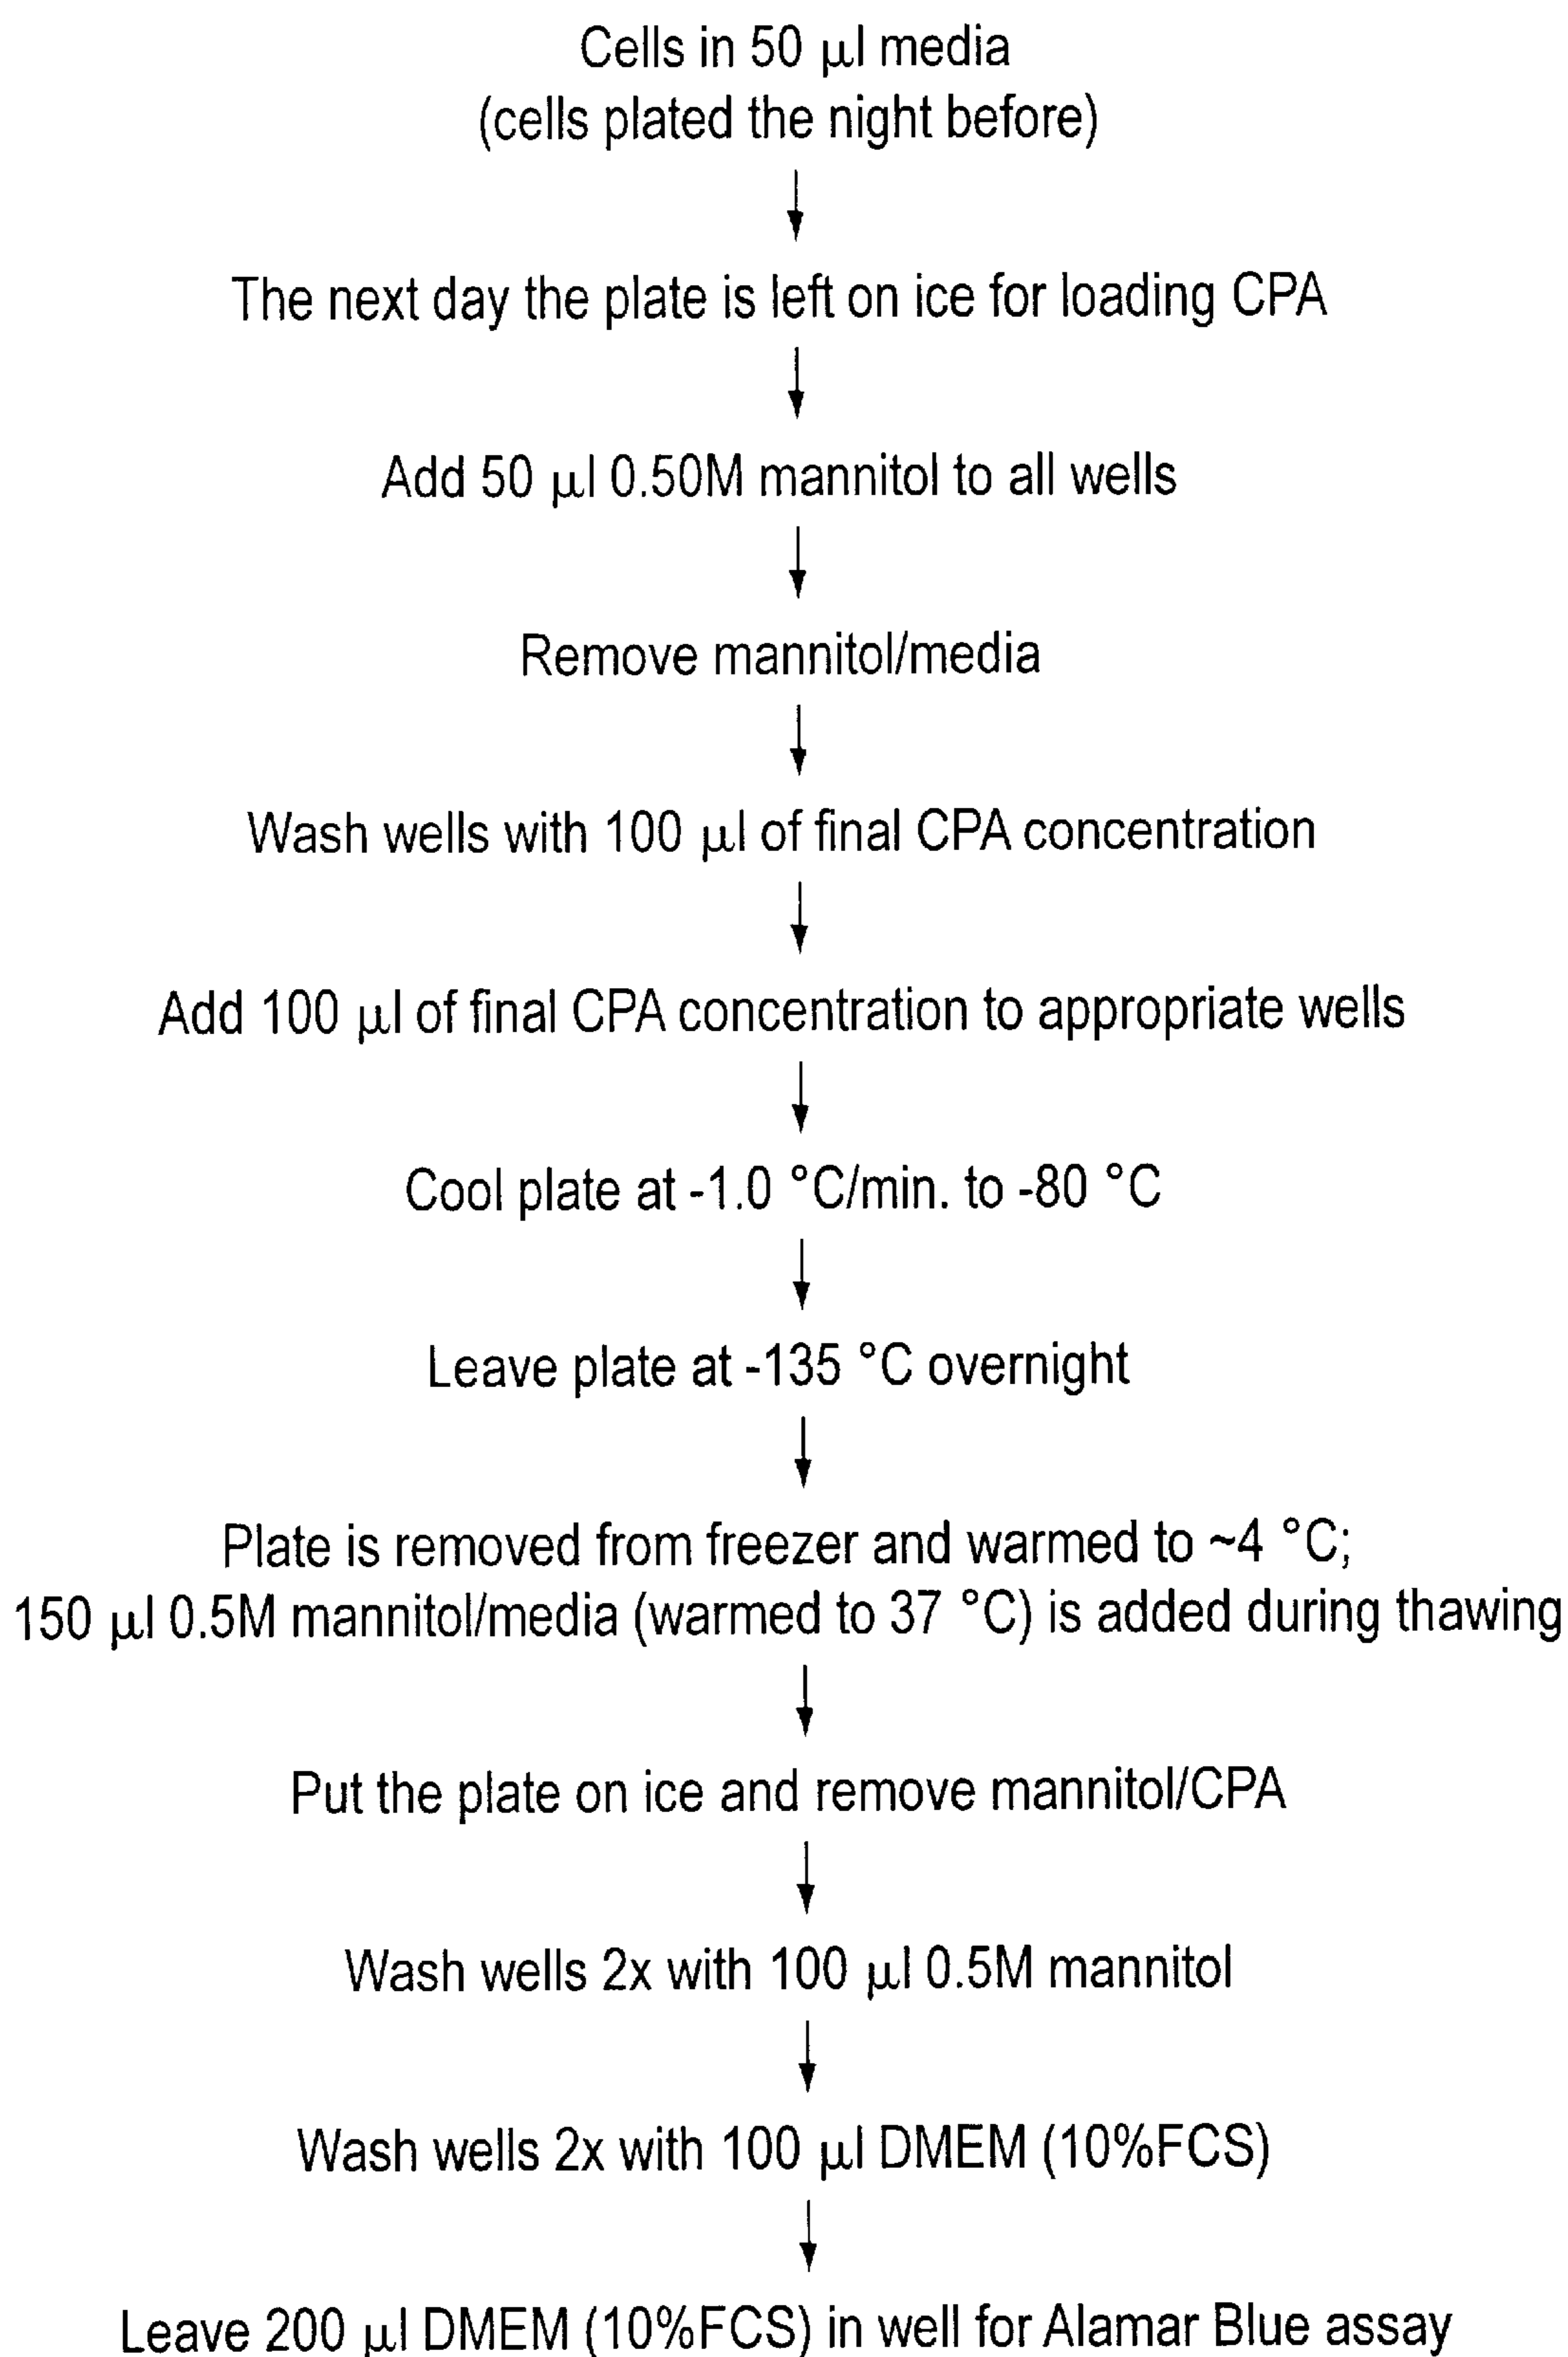 Cells in 50 μl media
(cells plated the night before)
The next day the plate is left on ice for loading CPA
Add 50 μl 0.50M mannitol to all wells
Remove mannitol/media
Wash wells with 100 μl of final CPA concentration
Add 100 μl of final CPA concentration to appropriate wells
Cool plate at -1.0 °C/min. to -80 °C
Leave plate at -135 °C overnight
Plate is removed from freezer and warmed to ~4 °C;
150 μl 0.5M mannitol/media (warmed to 37 °C) is added during thawing
Put the plate on ice and remove mannitol/CPA
Wash wells 2x with 100 μl 0.5M mannitol
Wash wells 2x with 100 μl DMEM (10%FCS)
Leave 200 μl DMEM (10%FCS) in well for Alamar Blue assay